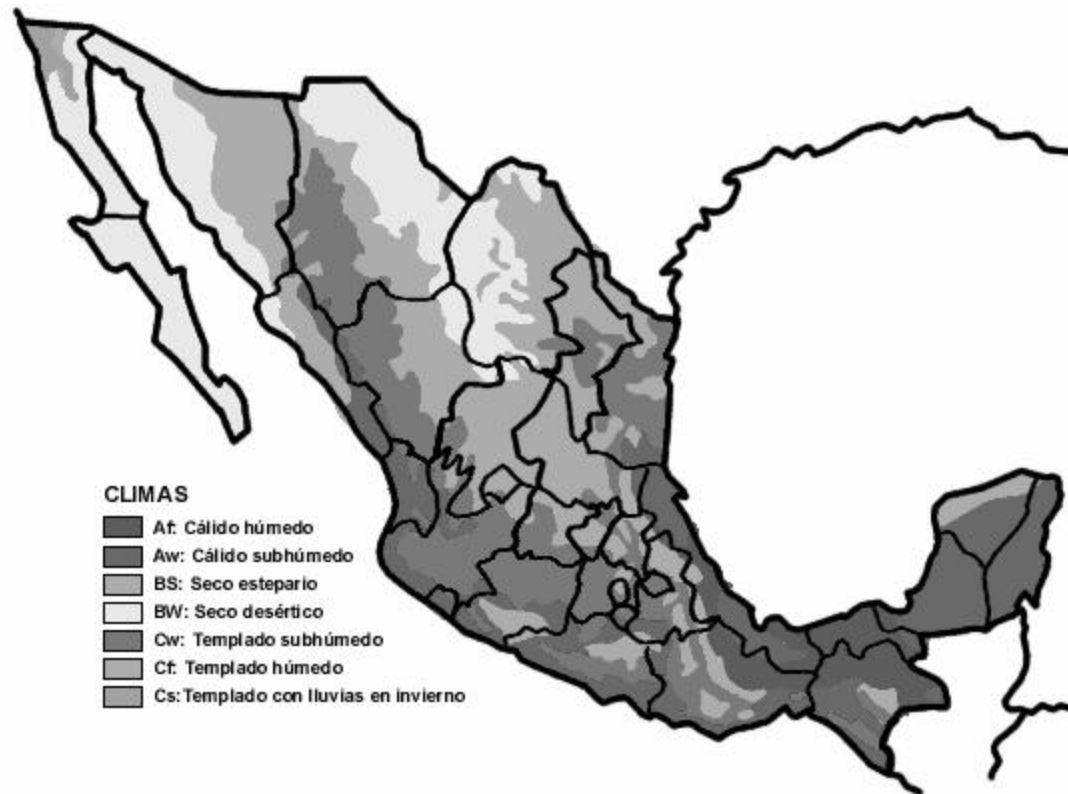 CLIMAS
Af: Cálido húmedo
Aw: Cálido subhúmedo
BS: Seco estepario
BW: Seco desértico
Cw: Templado subhúmedo
Cf: Templado húmedo
Cs:Templado con lluvias en invierno